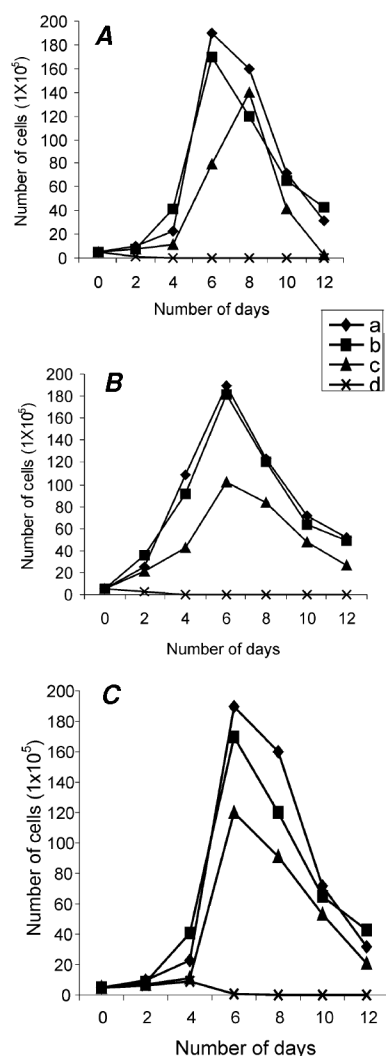 A
200
180
160
140
120
100
80
60
40
20
0
Number of cells (1X10⁵)
0 2 4 6 8 10 12
Number of days
a
b
c
d
B
200
180
160
140
120
100
80
60
40
20
0
Number of cells (1X10⁵)
0 2 4 6 8 10 12
Number of days
C
200
180
160
140
120
100
80
60
40
20
0
Number of cells (1x10⁵)
0 2 4 6 8 10 12
Number of days